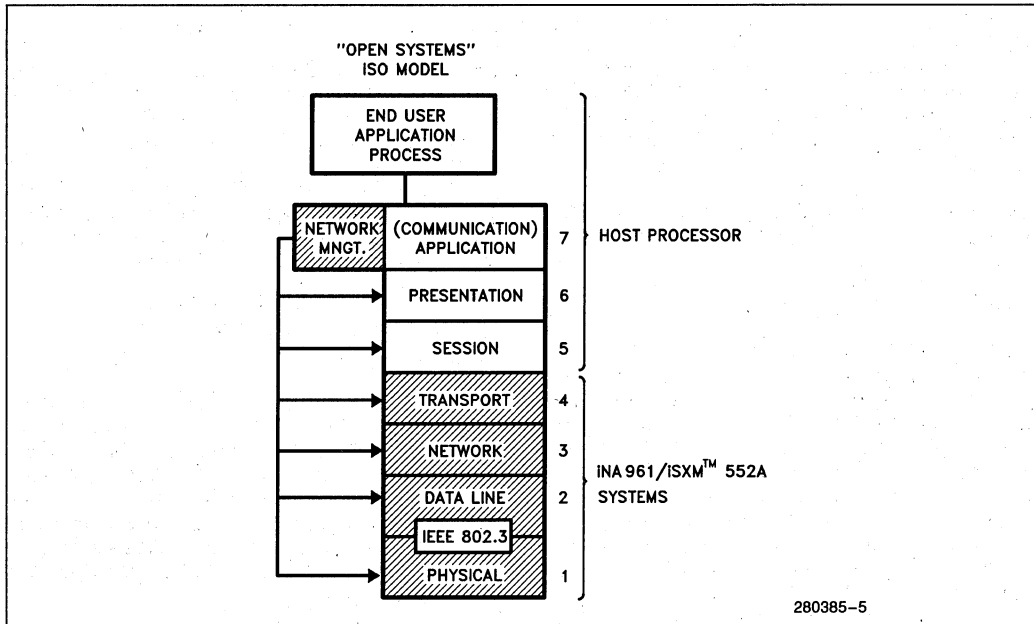 "OPEN SYSTEMS"
ISO MODEL
END USER
APPLICATION
PROCESS
NETWORK
MNGT.
(COMMUNICATION)
APPLICATION
7
HOST PROCESSOR
PRESENTATION
6
SESSION
5
TRANSPORT
4
NETWORK
3
iNA 961/iSXM™ 552A
SYSTEMS
DATA LINE
2
IEEE 802.3
PHYSICAL
1
280385-5